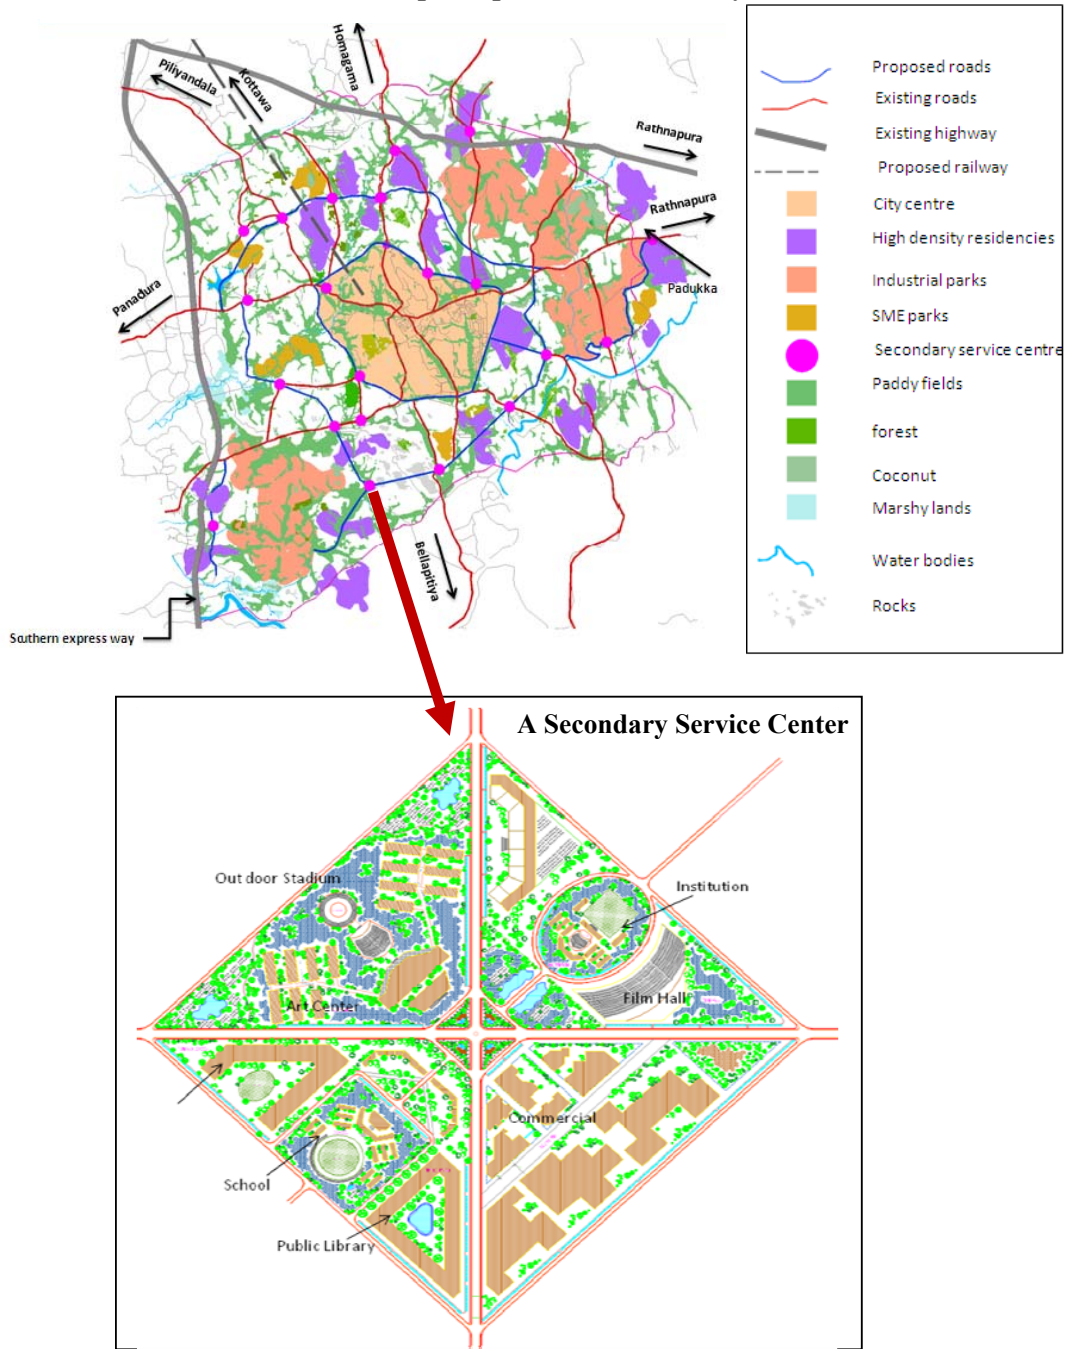 Homagama
Piliyandala
Kottawa
Rathnapura
Rathnapura
Padukka
Panadura
Bellapitiya
Southern express way
Proposed roads
Existing roads
Existing highway
Proposed railway
City centre
High density residencies
Industrial parks
SME parks
Secondary service centre
Paddy fields
forest
Coconut
Marshy lands
Water bodies
Rocks
A Secondary Service Center
Out door Stadium
Institution
Film Hall
Art Center
Commercial
School
Public Library